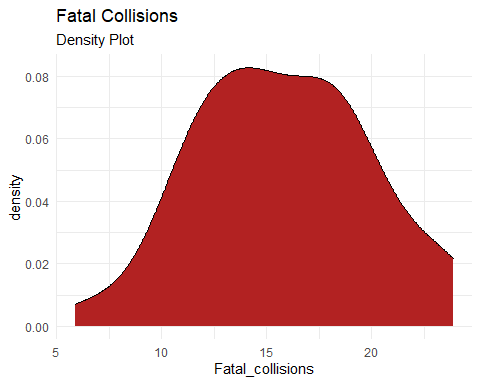 Fatal Collisions
Density Plot
density
0.08
0.06
0.04
0.02
0.00
5 10 15 20
Fatal_collisions